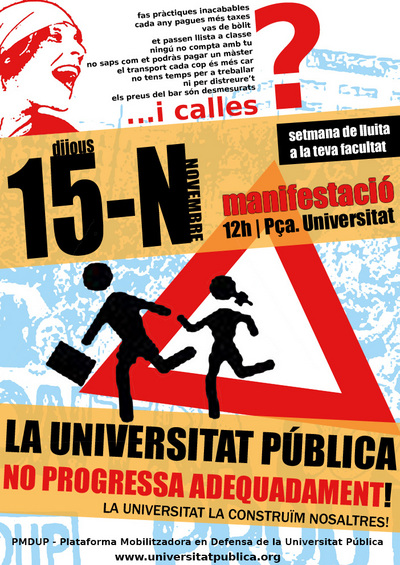 fas pràctiques inacabables
cada any pagues més taxes
vas de bòlit
et passen llista a classe
ningú no compta amb tu
no saps com et podràs pagar un màster
el transport cada cop és més car
no tens temps per a treballar
ni per distreure't
els preus del bar són desmesurats
...i calles ?
setmana de lluita
a la teva facultat
dijous
15-N
NOVEMBRE
manifestació
12h | Pça. Universitat
LA UNIVERSITAT PÚBLICA
NO PROGRESSA ADEQUADAMENT!
LA UNIVERSITAT LA CONSTRUÏM NOSALTRES!
PMDUP - Plataforma Mobilitzadora en Defensa de la Universitat Pública
www.universitatpublica.org